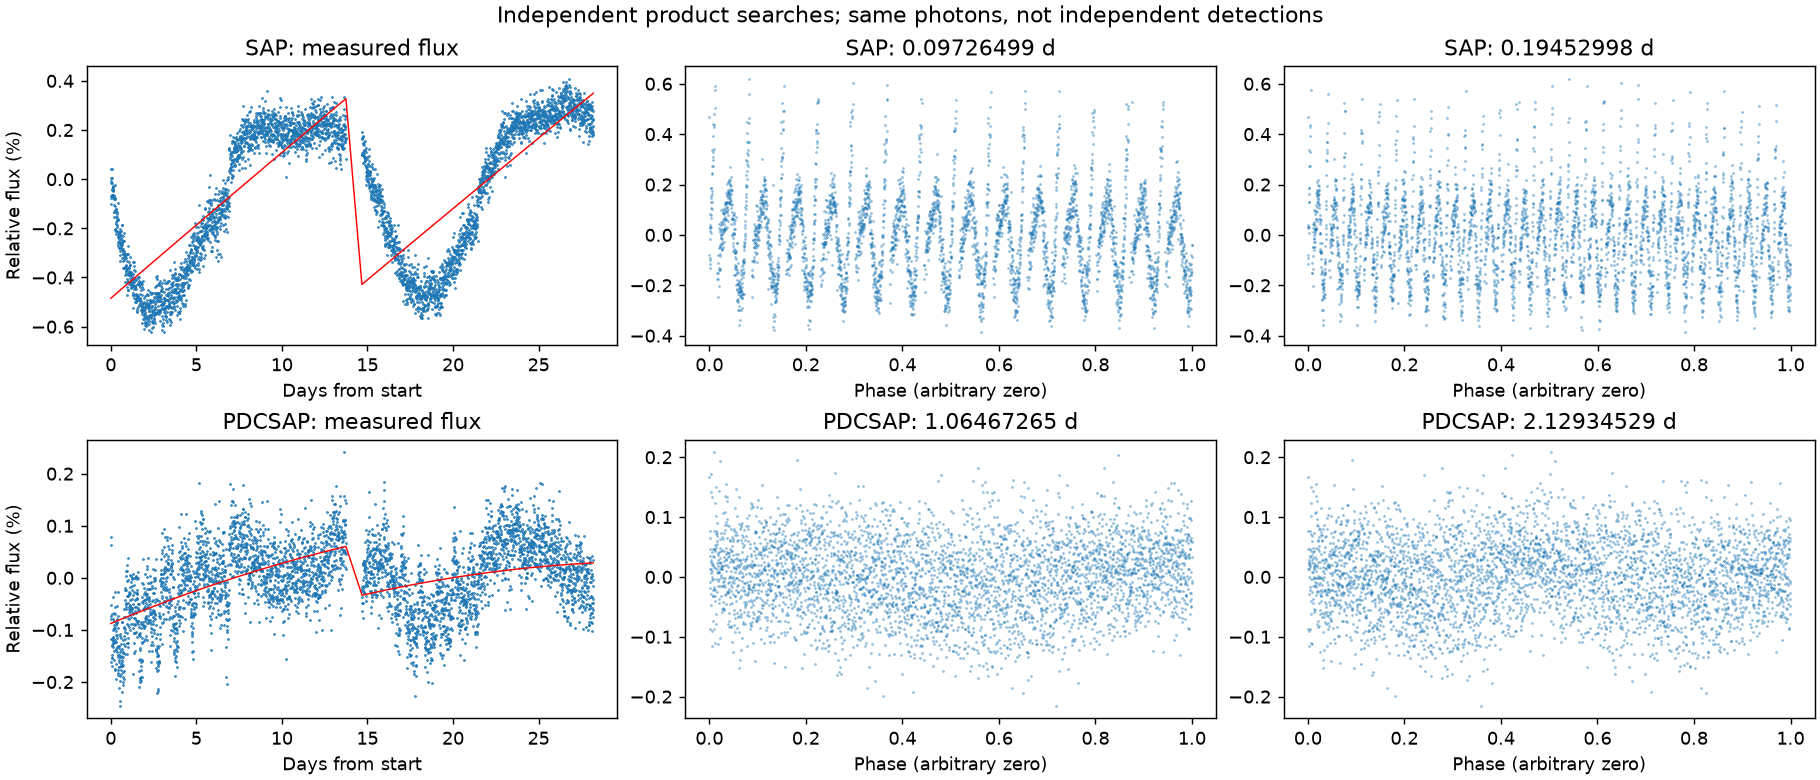 Independent product searches; same photons, not independent detections
SAP: measured flux
SAP: 0.09726499 d
SAP: 0.19452998 d
Relative flux (%)
0.4
0.2
0.0
−0.2
−0.4
−0.6
0 5 10 15 20 25
Days from start
0.6
0.4
0.2
0.0
−0.2
−0.4
0.0 0.2 0.4 0.6 0.8 1.0
Phase (arbitrary zero)
0.6
0.4
0.2
0.0
−0.2
−0.4
0.0 0.2 0.4 0.6 0.8 1.0
Phase (arbitrary zero)
PDCSAP: measured flux
PDCSAP: 1.06467265 d
PDCSAP: 2.12934529 d
Relative flux (%)
0.2
0.1
0.0
−0.1
−0.2
0 5 10 15 20 25
Days from start
0.2
0.1
0.0
−0.1
−0.2
0.0 0.2 0.4 0.6 0.8 1.0
Phase (arbitrary zero)
0.2
0.1
0.0
−0.1
−0.2
0.0 0.2 0.4 0.6 0.8 1.0
Phase (arbitrary zero)